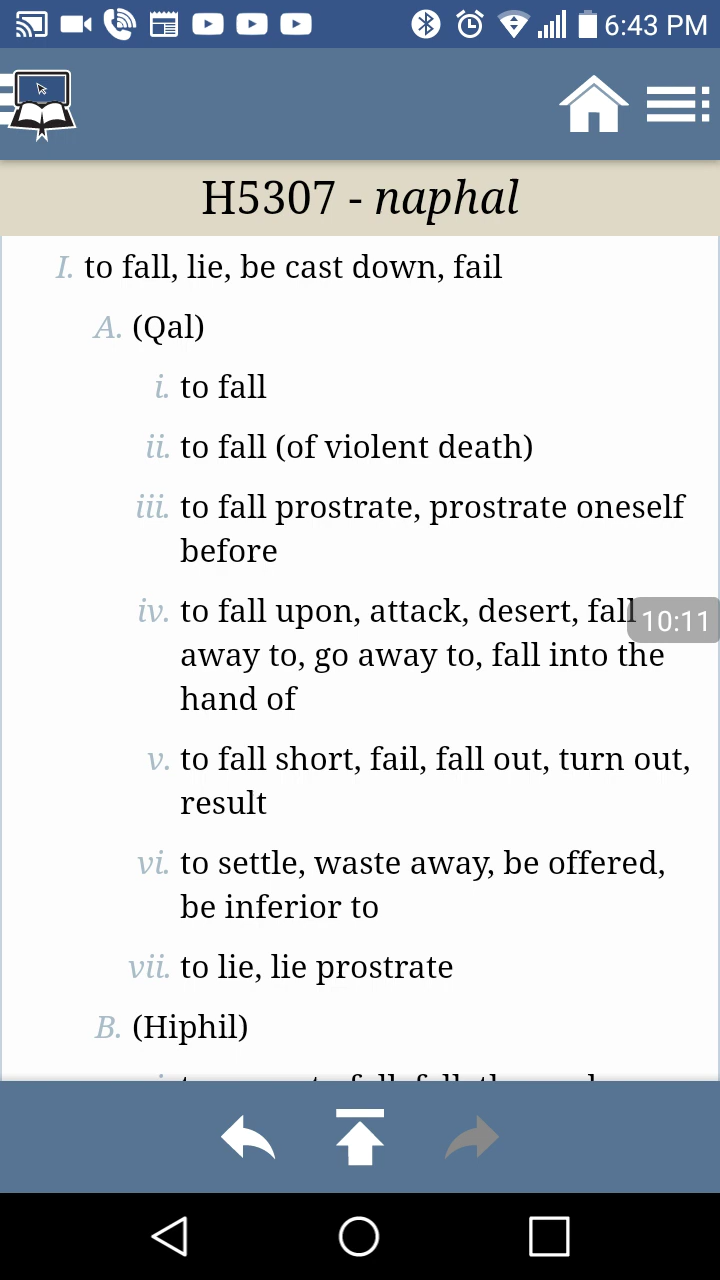 6:43 PM
H5307 - naphal
I. to fall, lie, be cast down, fail
A. (Qal)
i. to fall
ii. to fall (of violent death)
iii. to fall prostrate, prostrate oneself
before
iv. to fall upon, attack, desert, fall
10:11
away to, go away to, fall into the
hand of
v. to fall short, fail, fall out, turn out,
result
vi. to settle, waste away, be offered,
be inferior to
vii. to lie, lie prostrate
B. (Hiphil)